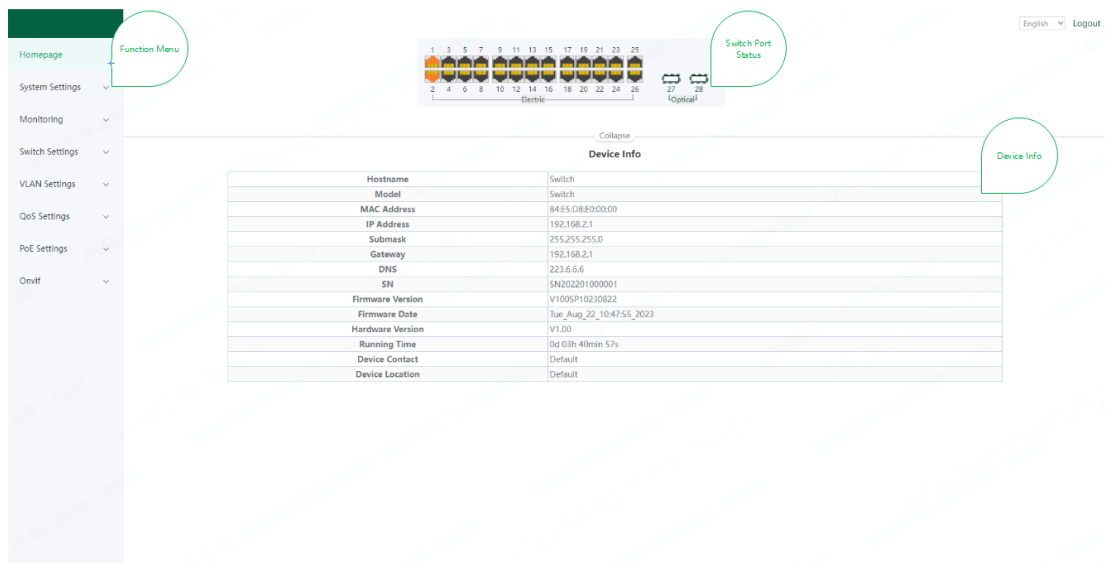 English Logout
Function Menu
Switch Port
Status
Homepage
System Settings
Monitoring
Switch Settings
VLAN Settings
QoS Settings
PoE Settings
Onvif
1 3 5 7 9 11 13 15 17 19 21 23 25
2 4 6 8 10 12 14 16 18 20 22 24 26 27 28
Electric Optical
Collapse
Device Info
Device Info
Hostname Switch
Model Switch
MAC Address 84:E5:D8:E0:00:00
IP Address 192.168.2.1
Submask 255.255.255.0
Gateway 192.168.2.1
DNS 223.6.6.6
SN SN202201000001
Firmware Version V100SP10230822
Firmware Date Tue_Aug_22_10:47:55_2023
Hardware Version V1.00
Running Time 0d 03h 40min 57s
Device Contact Default
Device Location Default